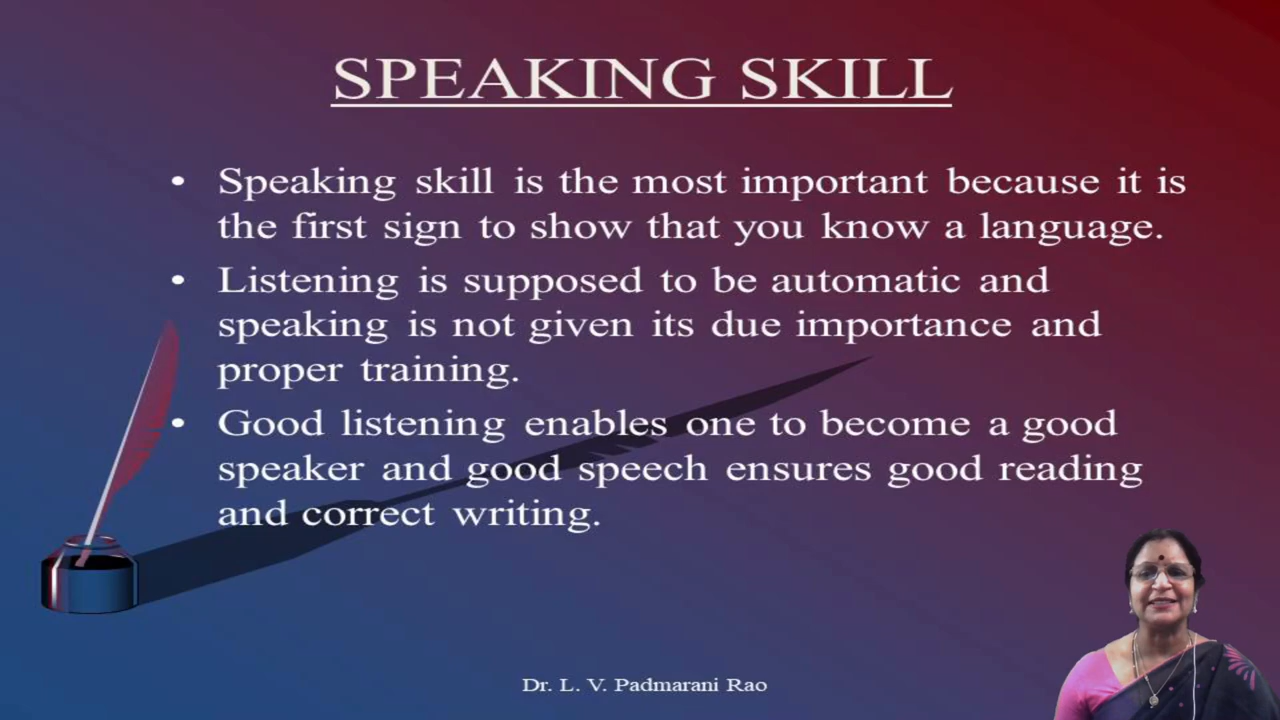 SPEAKING SKILL
• Speaking skill is the most important because it is
the first sign to show that you know a language.
• Listening is supposed to be automatic and
speaking is not given its due importance and
proper training.
• Good listening enables one to become a good
speaker and good speech ensures good reading
and correct writing.
Dr. L. V. Padmarani Rao